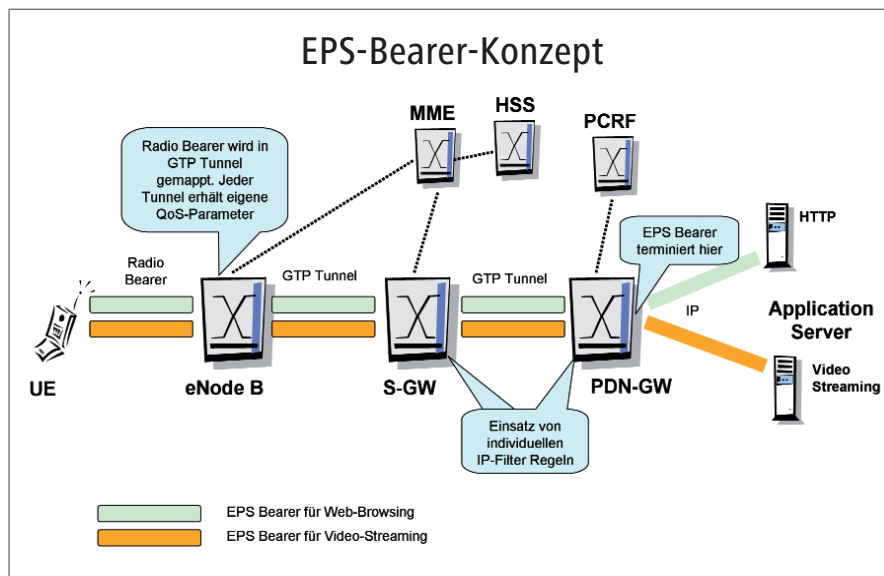 EPS-Bearer-Konzept
MME
HSS
PCRF
Radio Bearer wird in
GTP Tunnel
gemappt. Jeder
Tunnel erhält eigene
QoS-Parameter
EPS Bearer
terminiert hier
HTTP
Radio
Bearer
GTP Tunnel
GTP Tunnel
IP
Application
Server
UE
eNode B
S-GW
PDN-GW
Video
Streaming
Einsatz von
individuellen
IP-Filter Regeln
EPS Bearer für Web-Browsing
EPS Bearer für Video-Streaming